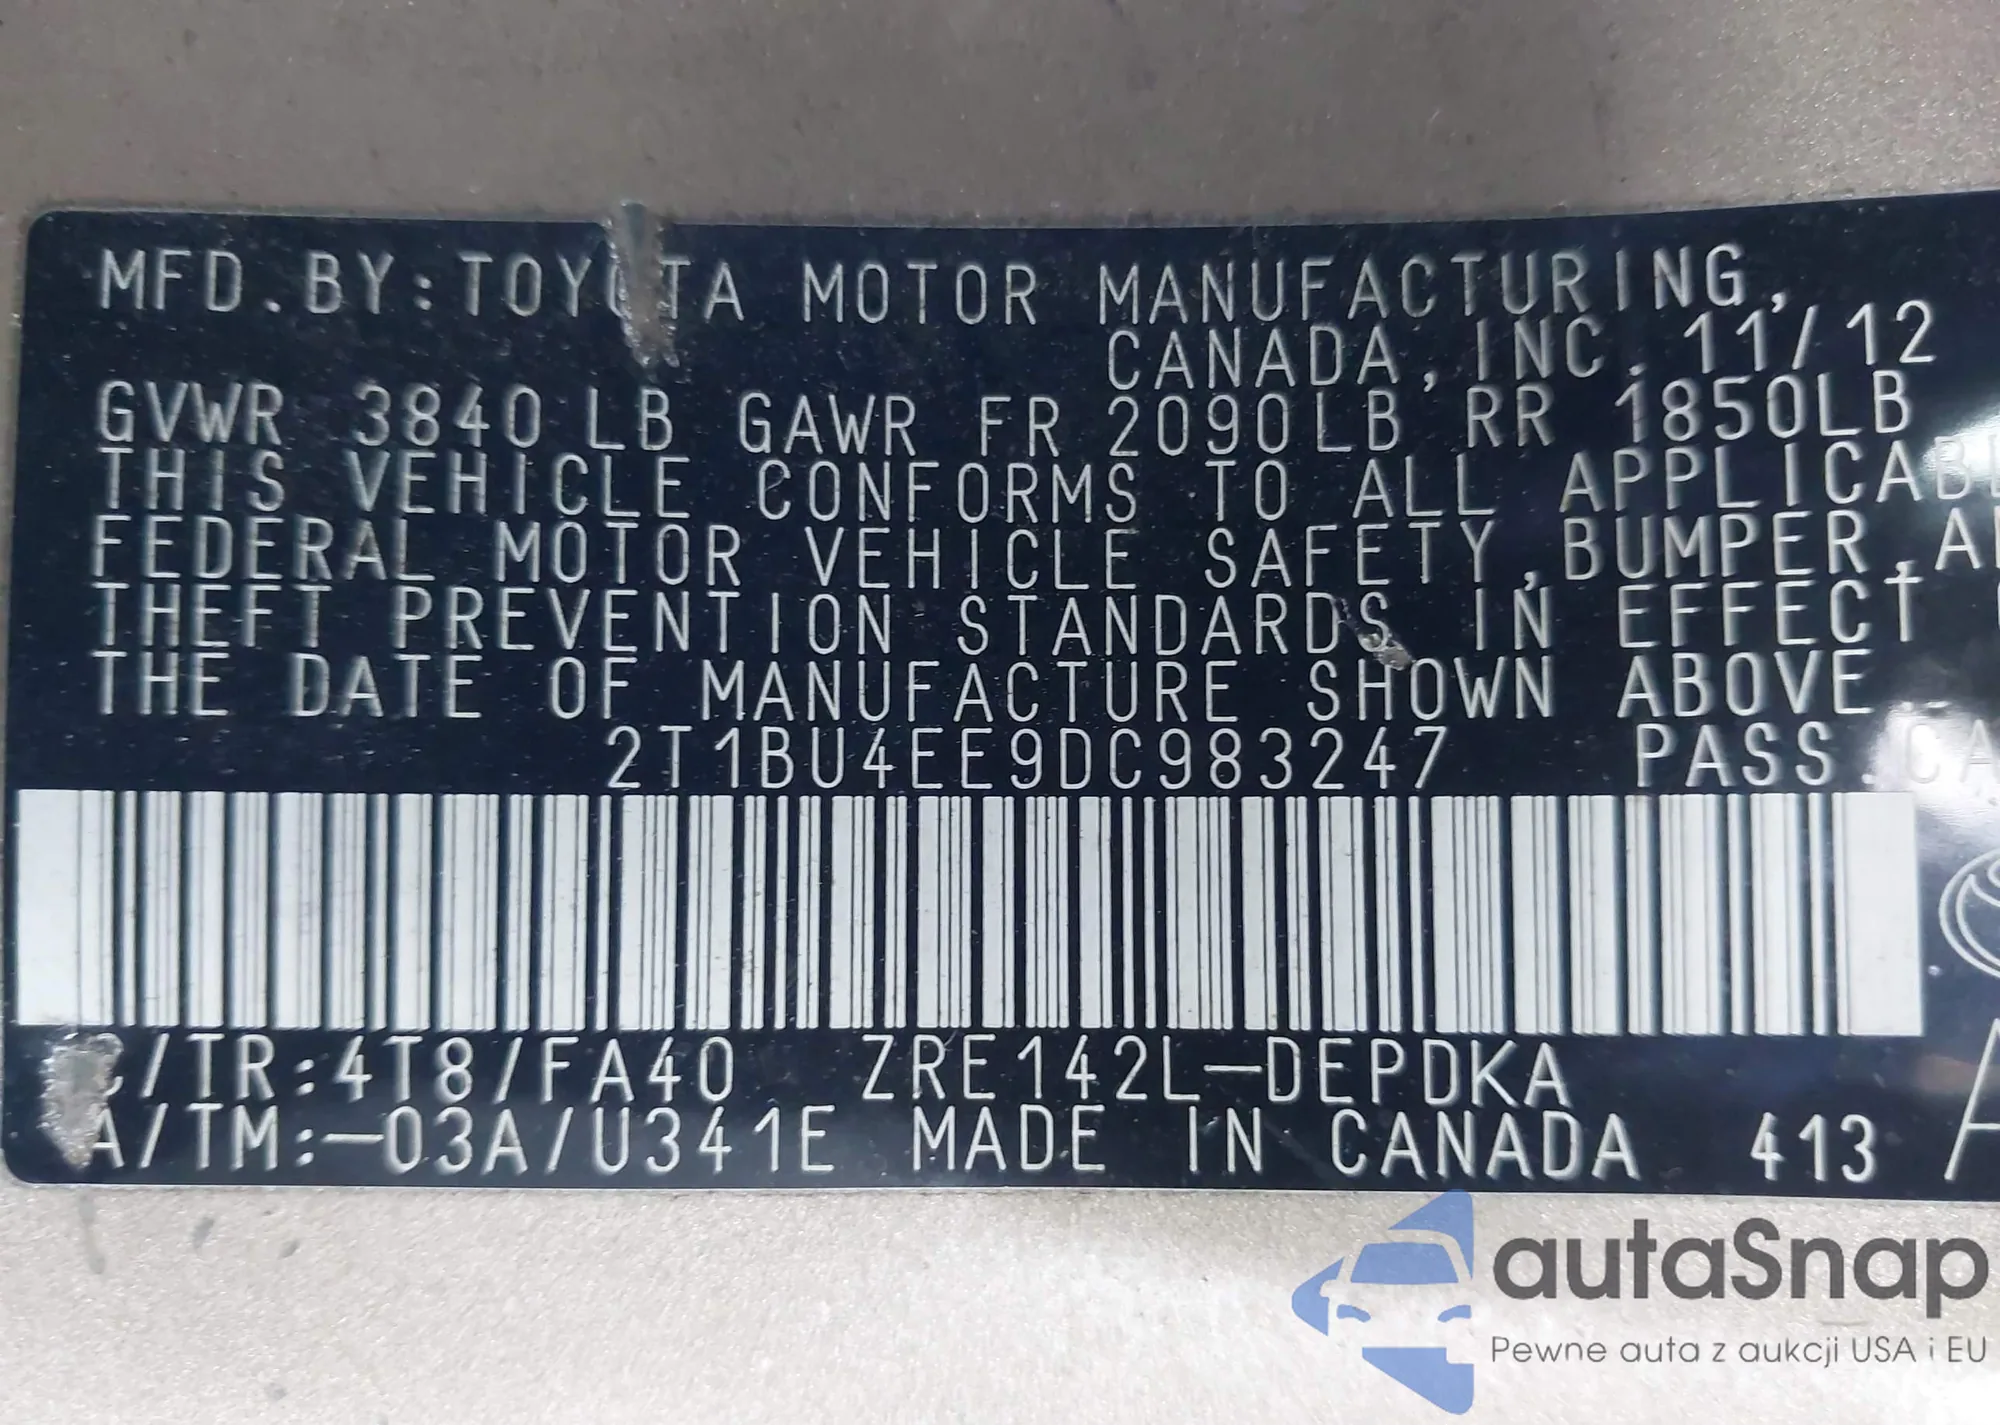 MFD.BY:TOYOTA MOTOR MANUFACTURING,
CANADA,INC. 11/12
GVWR 3840LB GAWR FR 2090LB RR 1850LB
THIS VEHICLE CONFORMS TO ALL APPLICABL
FEDERAL MOTOR VEHICLE SAFETY,BUMPER,AN
THEFT PREVENTION STANDARDS IN EFFECT
THE DATE OF MANUFACTURE SHOWN ABOVE.
2T1BU4EE9DC983247 PASS.CA
C/TR:4T8/FA40 ZRE142L-DEPDKA
A/TM:-03A/U341E MADE IN CANADA 413 A
autaSnap
Pewne auta z aukcji USA i EU